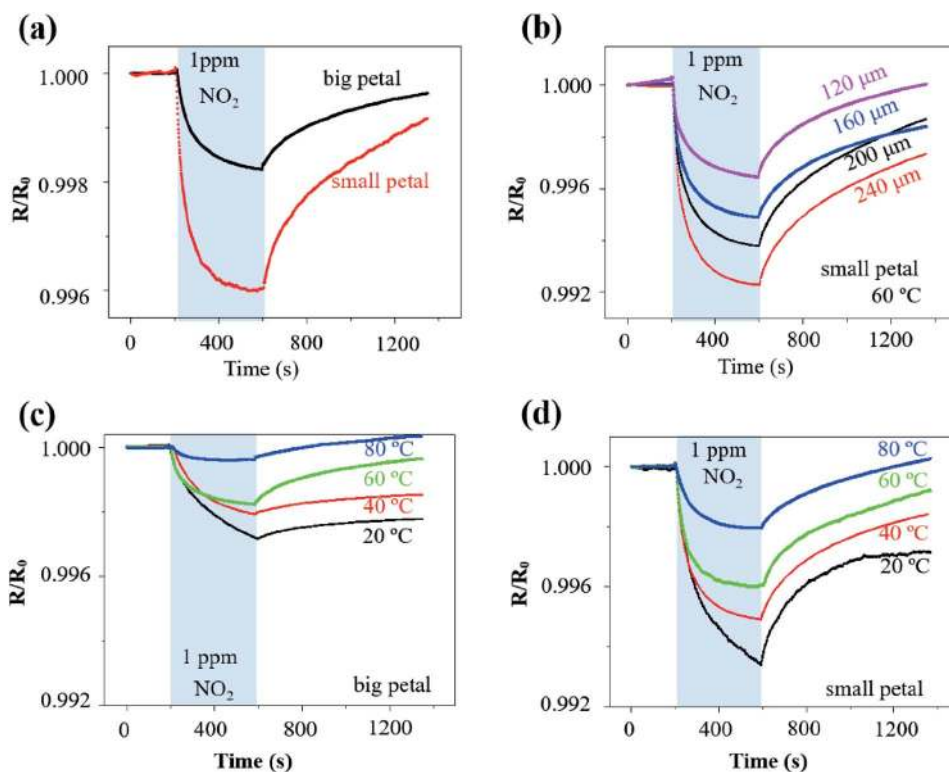 (a)
1ppm
NO₂
big petal
small petal
1.000
0.998
0.996
R/R₀
0
400
800
1200
Time (s)
(b)
1 ppm
NO₂
120 μm
160 μm
200 μm
240 μm
small petal
60 ºC
1.000
0.996
0.992
R/R₀
0
400
800
1200
Time (s)
(c)
80 ºC
60 ºC
40 ºC
20 ºC
1 ppm
NO₂
big petal
1.000
0.996
0.992
R/R₀
0
400
800
1200
Time (s)
(d)
1 ppm
NO₂
80 ºC
60 ºC
40 ºC
20 ºC
small petal
1.000
0.996
0.992
R/R₀
0
400
800
1200
Time (s)